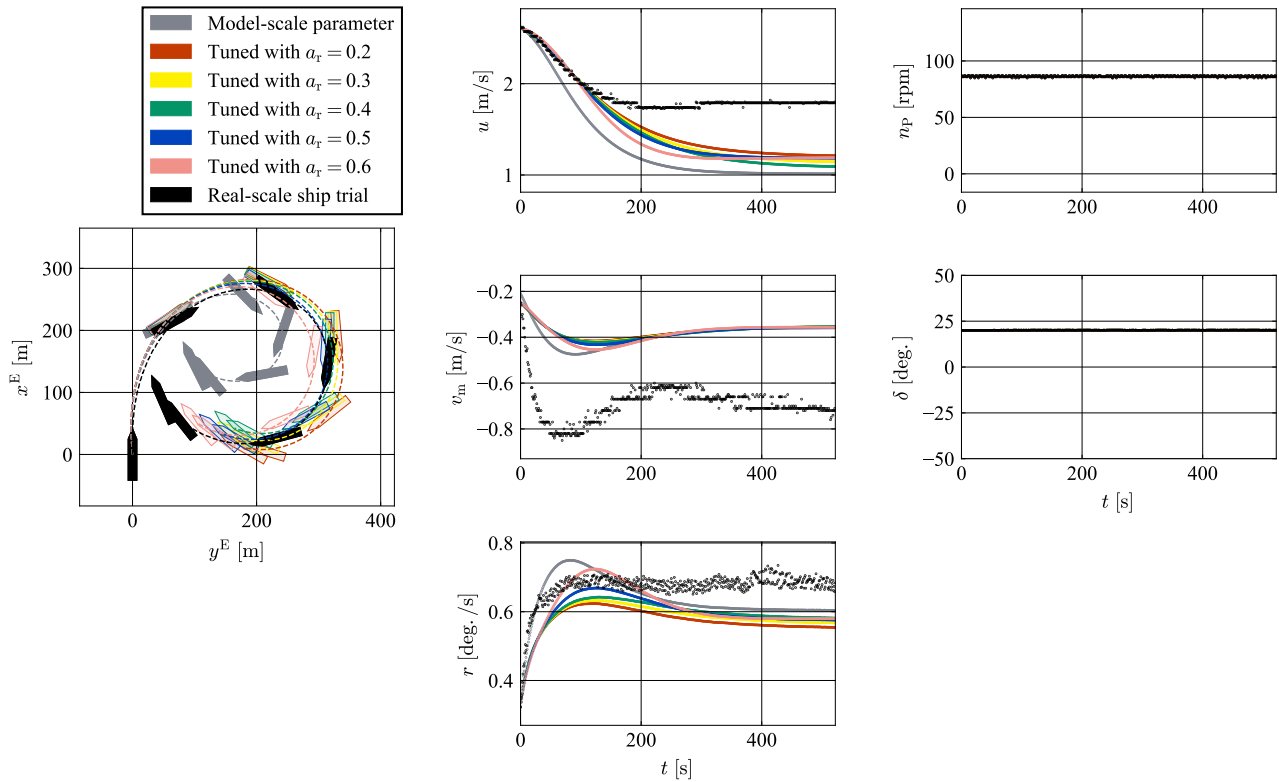 Model-scale parameter
Tuned with a_r = 0.2
Tuned with a_r = 0.3
Tuned with a_r = 0.4
Tuned with a_r = 0.5
Tuned with a_r = 0.6
Real-scale ship trial
300
200
100
0
x^E [m]
0 200 400
y^E [m]
2
1
u [m/s]
0 200 400
−0.2
−0.4
−0.6
−0.8
v_m [m/s]
0 200 400
0.8
0.6
0.4
r [deg. /s]
0 200 400
t [s]
100
50
0
n_P [rpm]
0 200 400
50
25
0
−25
−50
δ [deg.]
0 200 400
t [s]